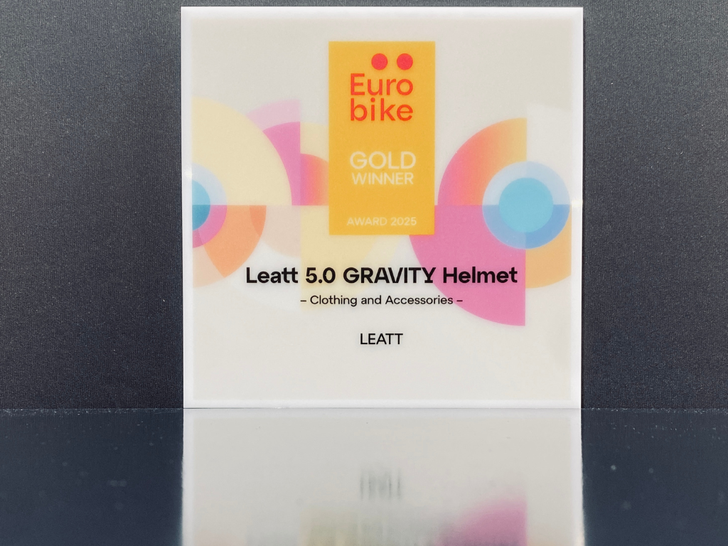 Euro
bike
GOLD
WINNER
AWARD 2025
Leatt 5.0 GRAVITY Helmet
– Clothing and Accessories –
LEATT